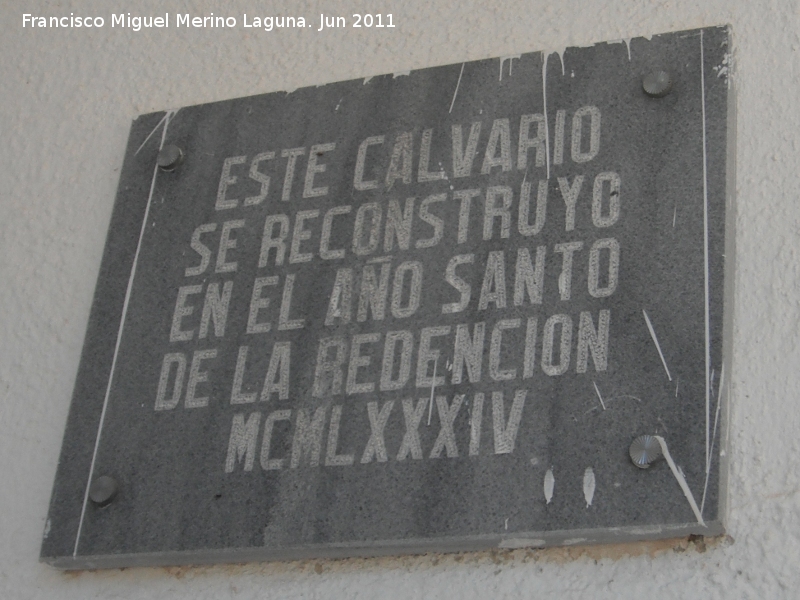 Francisco Miguel Merino Laguna. Jun 2011
ESTE CALVARIO
SE RECONSTRUYO
EN EL AÑO SANTO
DE LA REDENCION
MCMLXXXIV